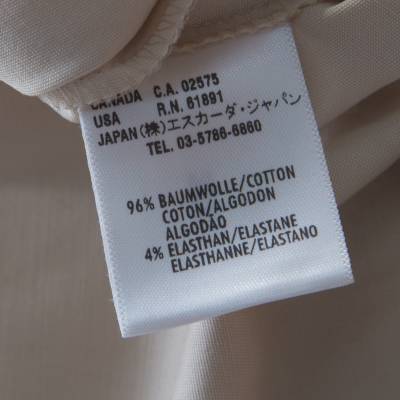 CANADA C.A. 02575
USA R.N. 61891
JAPAN(株)エスカーダ・ジャパン
TEL. 03-5786-6860
96% BAUMWOLLE/COTTON
COTON/ALGODON
ALGODÃO
4% ELASTHAN/ELASTANE
ELASTHANNE/ELASTANO